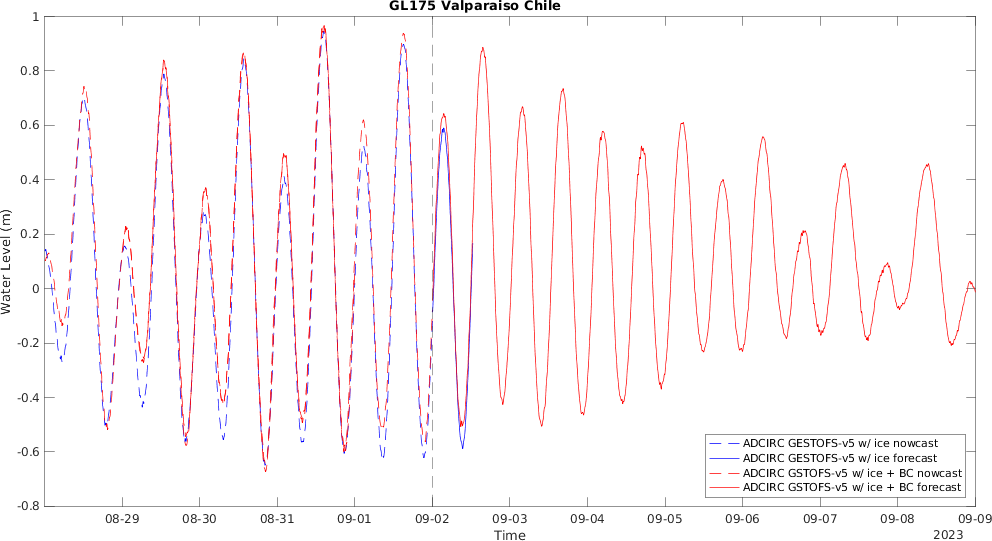 GL175 Valparaiso Chile
1
0.8
0.6
0.4
0.2
0
-0.2
-0.4
-0.6
-0.8
Water Level (m)
ADCIRC GESTOFS-v5 w/ ice nowcast
ADCIRC GESTOFS-v5 w/ ice forecast
ADCIRC GSTOFS-v5 w/ ice + BC nowcast
ADCIRC GSTOFS-v5 w/ ice + BC forecast
08-29 08-30 08-31 09-01 09-02 09-03 09-04 09-05 09-06 09-07 09-08 09-09
Time
2023